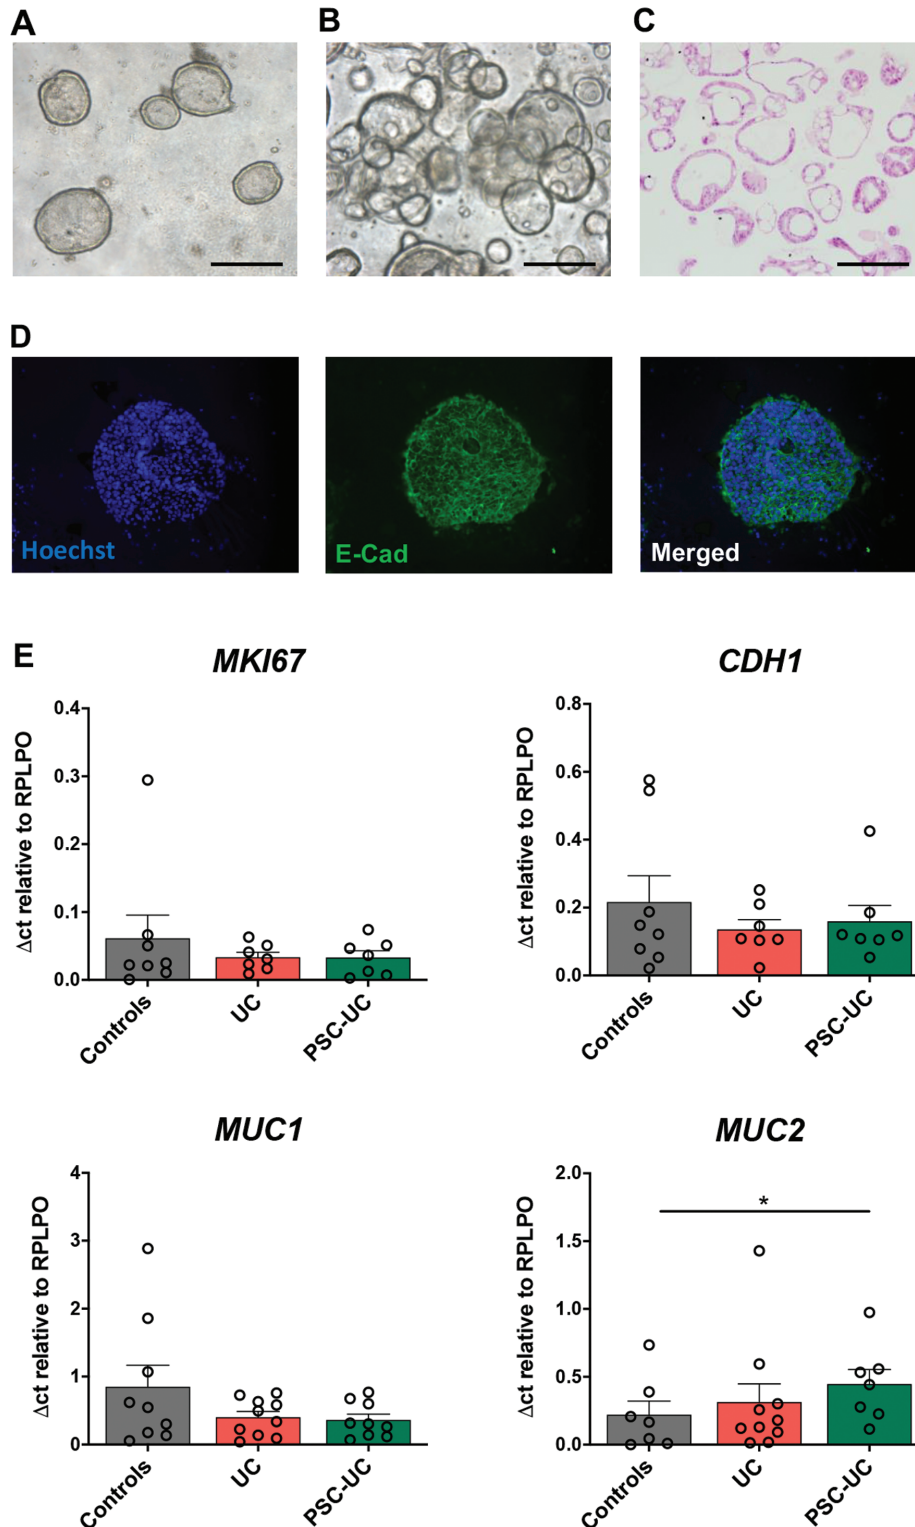 A
B
C
D
Hoechst
E-Cad
Merged
E
MKI67
Δct relative to RPLPO
0.4
0.3
0.2
0.1
0.0
Controls
UC
PSC-UC
CDH1
Δct relative to RPLPO
0.8
0.6
0.4
0.2
0.0
Controls
UC
PSC-UC
MUC1
Δct relative to RPLPO
4
3
2
1
0
Controls
UC
PSC-UC
MUC2
Δct relative to RPLPO
2.0
1.5
1.0
0.5
0.0
*
Controls
UC
PSC-UC